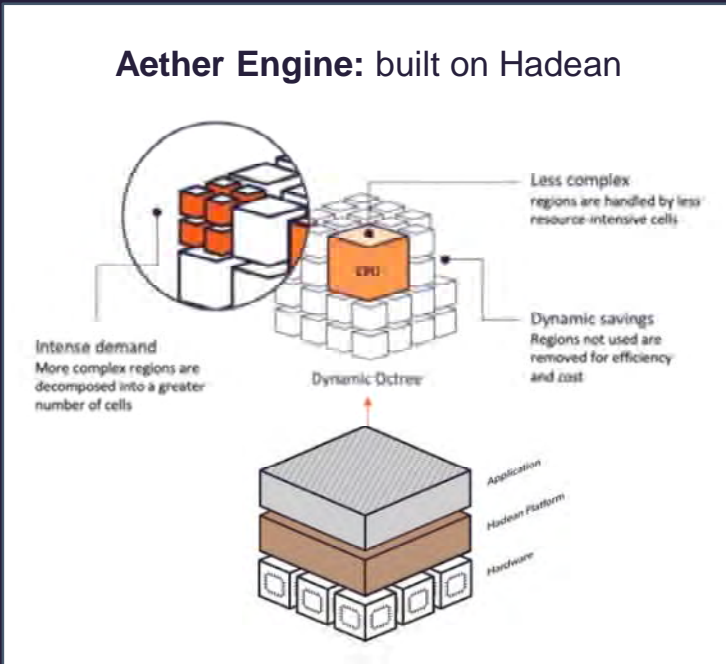 Aether Engine: built on Hadean
Less complex
regions are handled by less
resource-intensive cells
CPU
Dynamic savings
Regions not used are
removed for efficiency
and cost
Intense demand
More complex regions are
decomposed into a greater
number of cells
Dynamic Octree
Application
Hadean Platform
Hardware